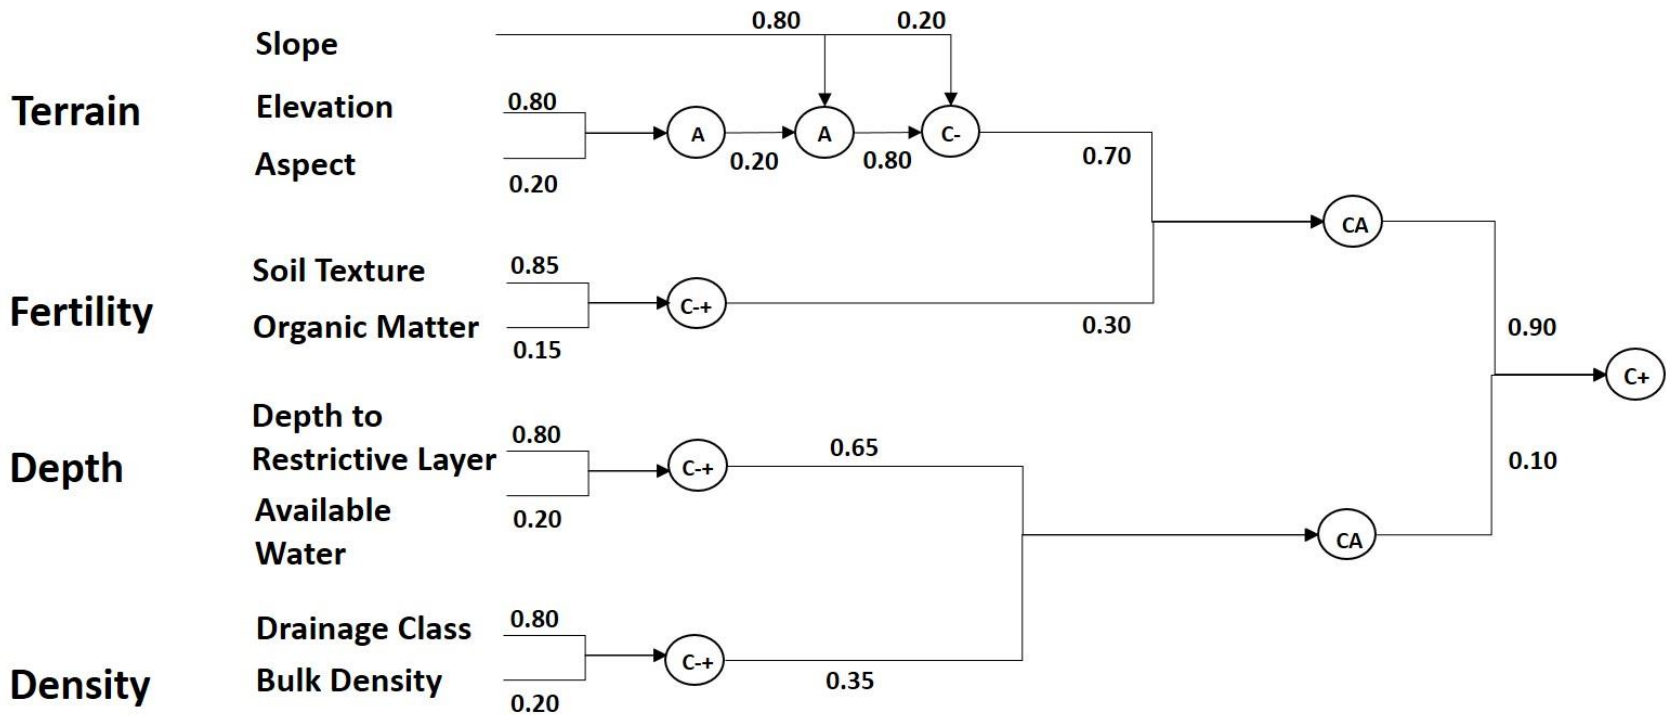 0.80 0.20
Slope
Terrain
Elevation 0.80
A A C-
Aspect 0.20
0.20 0.80 0.70
CA
Soil Texture 0.85
Fertility
C-+
Organic Matter 0.15
0.30
0.90
C+
Depth to
Restrictive Layer 0.80
Depth
C-+
0.65
0.10
Available
Water 0.20
CA
Drainage Class 0.80
C-+
Density
Bulk Density 0.20
0.35